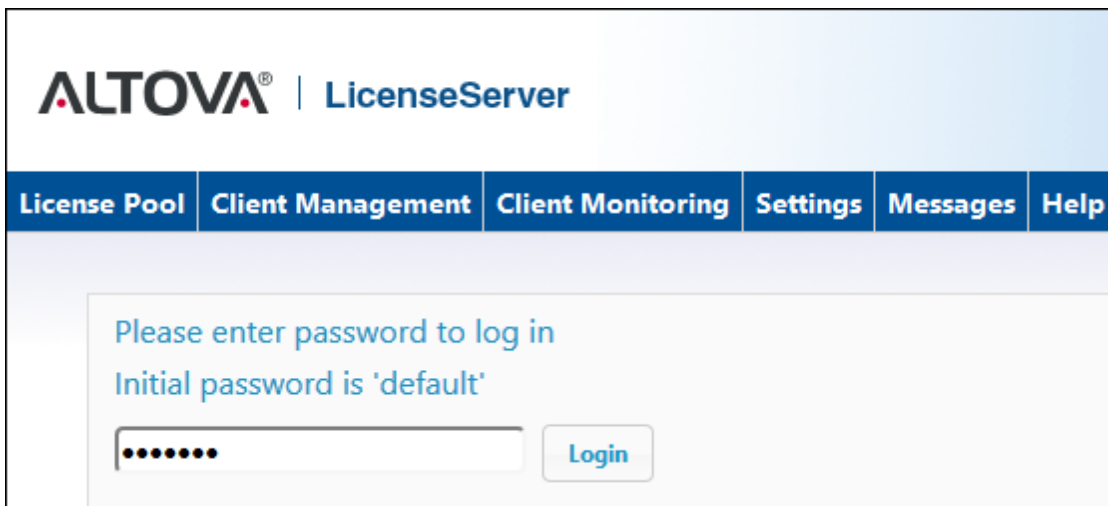 ALTOVA® | LicenseServer
License Pool Client Management Client Monitoring Settings Messages Help
Please enter password to log in
Initial password is 'default'
••••••• Login